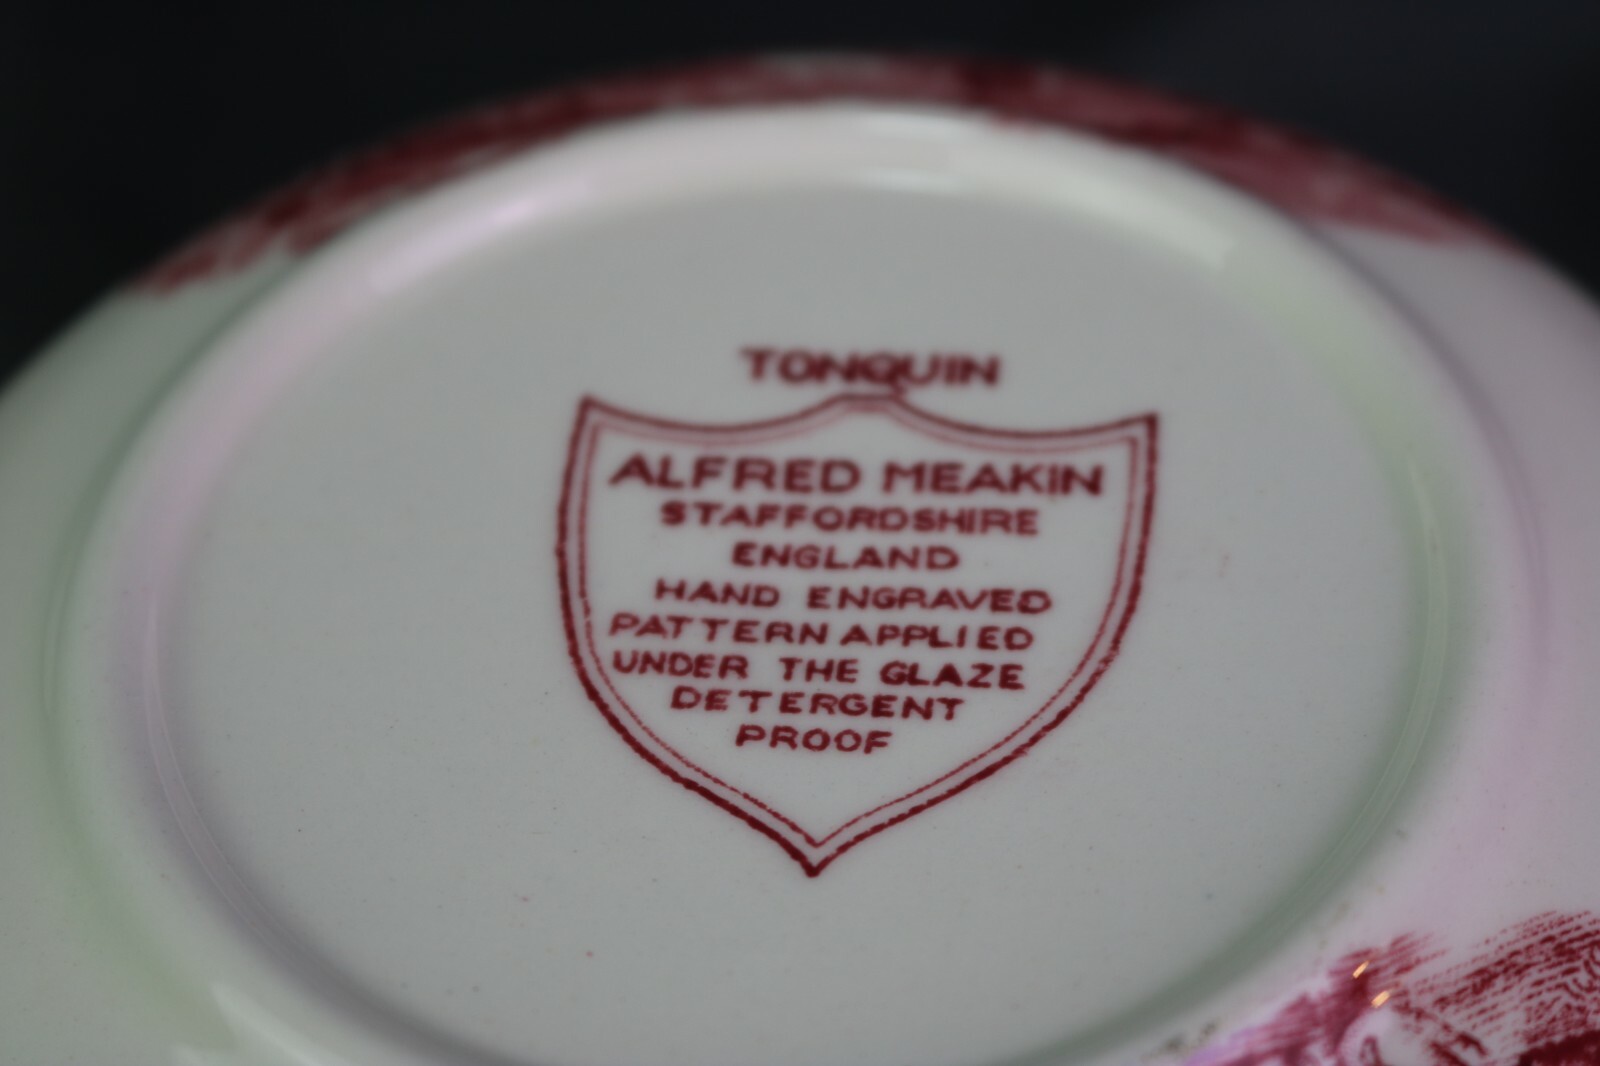 TONQUIN
ALFRED MEAKIN
STAFFORDSHIRE
ENGLAND
HAND ENGRAVED
PATTERN APPLIED
UNDER THE GLAZE
DETERGENT
PROOF